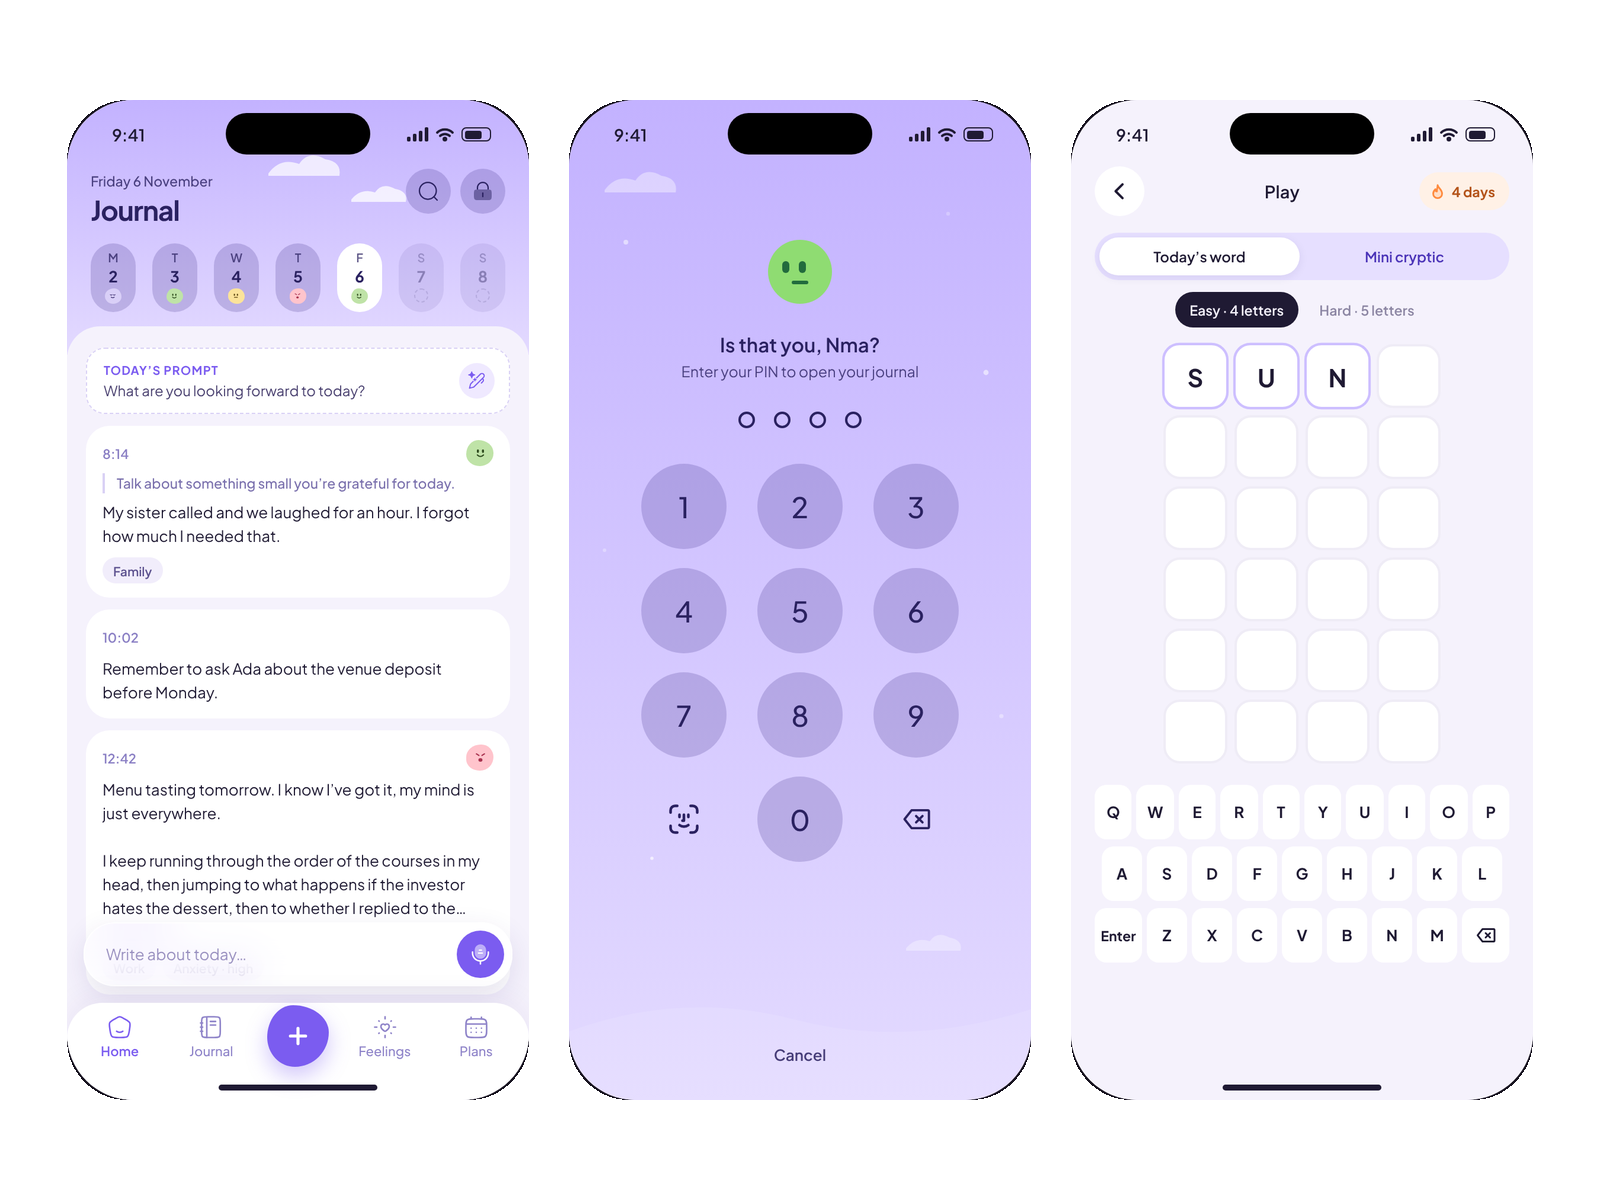 9:41
Friday 6 November
Journal
M T W T F S S
2 3 4 5 6 7 8
TODAY'S PROMPT
What are you looking forward to today?
8:14
Talk about something small you're grateful for today.
My sister called and we laughed for an hour. I forgot
how much I needed that.
Family
10:02
Remember to ask Ada about the venue deposit
before Monday.
12:42
Menu tasting tomorrow. I know I've got it, my mind is
just everywhere.
I keep running through the order of the courses in my
head, then jumping to what happens if the investor
hates the dessert, then to whether I replied to the…
Write about today…
Work Anxiety · high
Home Journal Feelings Plans
9:41
Is that you, Nma?
Enter your PIN to open your journal
1 2 3
4 5 6
7 8 9
0
Cancel
9:41
Play
4 days
Today's word Mini cryptic
Easy · 4 letters Hard · 5 letters
S U N
Q W E R T Y U I O P
A S D F G H J K L
Enter Z X C V B N M